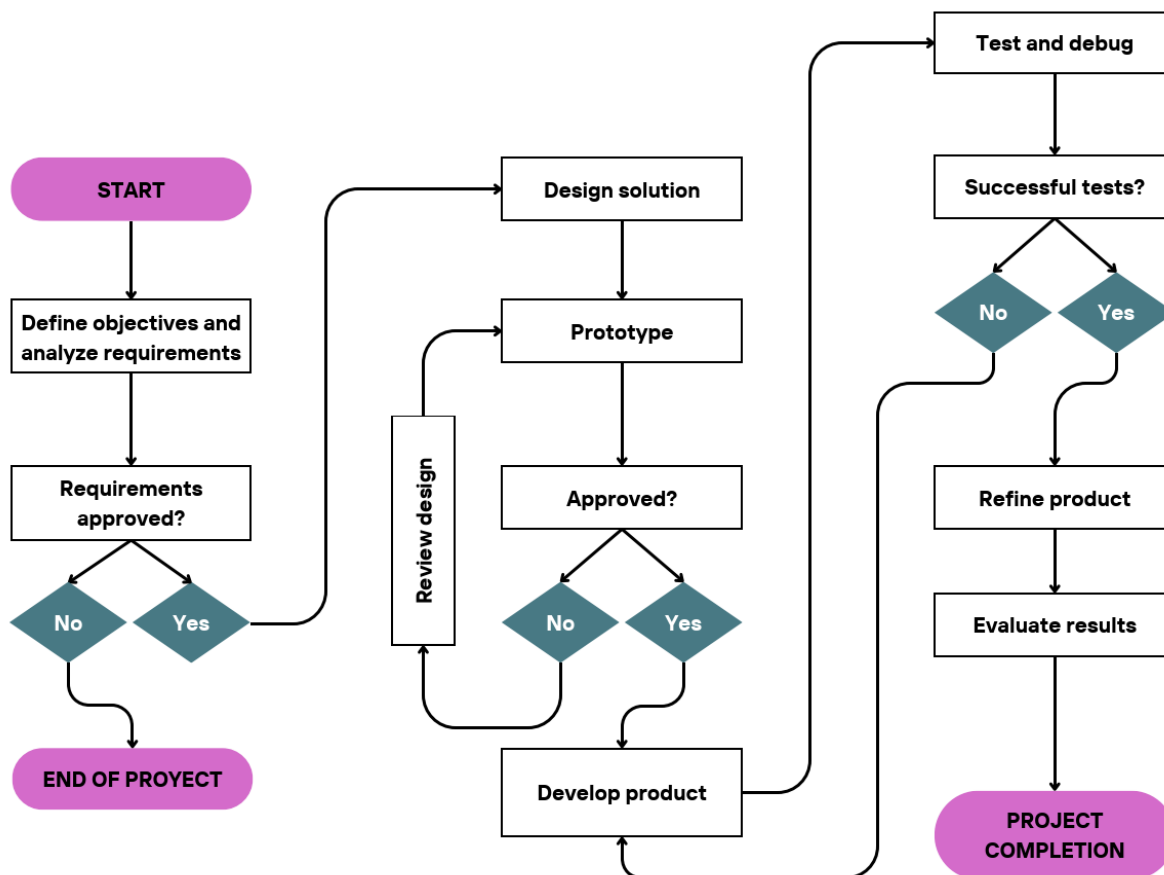 START
Define objectives and
analyze requirements
Requirements
approved?
No
Yes
END OF PROYECT
Design solution
Prototype
Review design
Approved?
No
Yes
Develop product
Test and debug
Successful tests?
No
Yes
Refine product
Evaluate results
PROJECT
COMPLETION